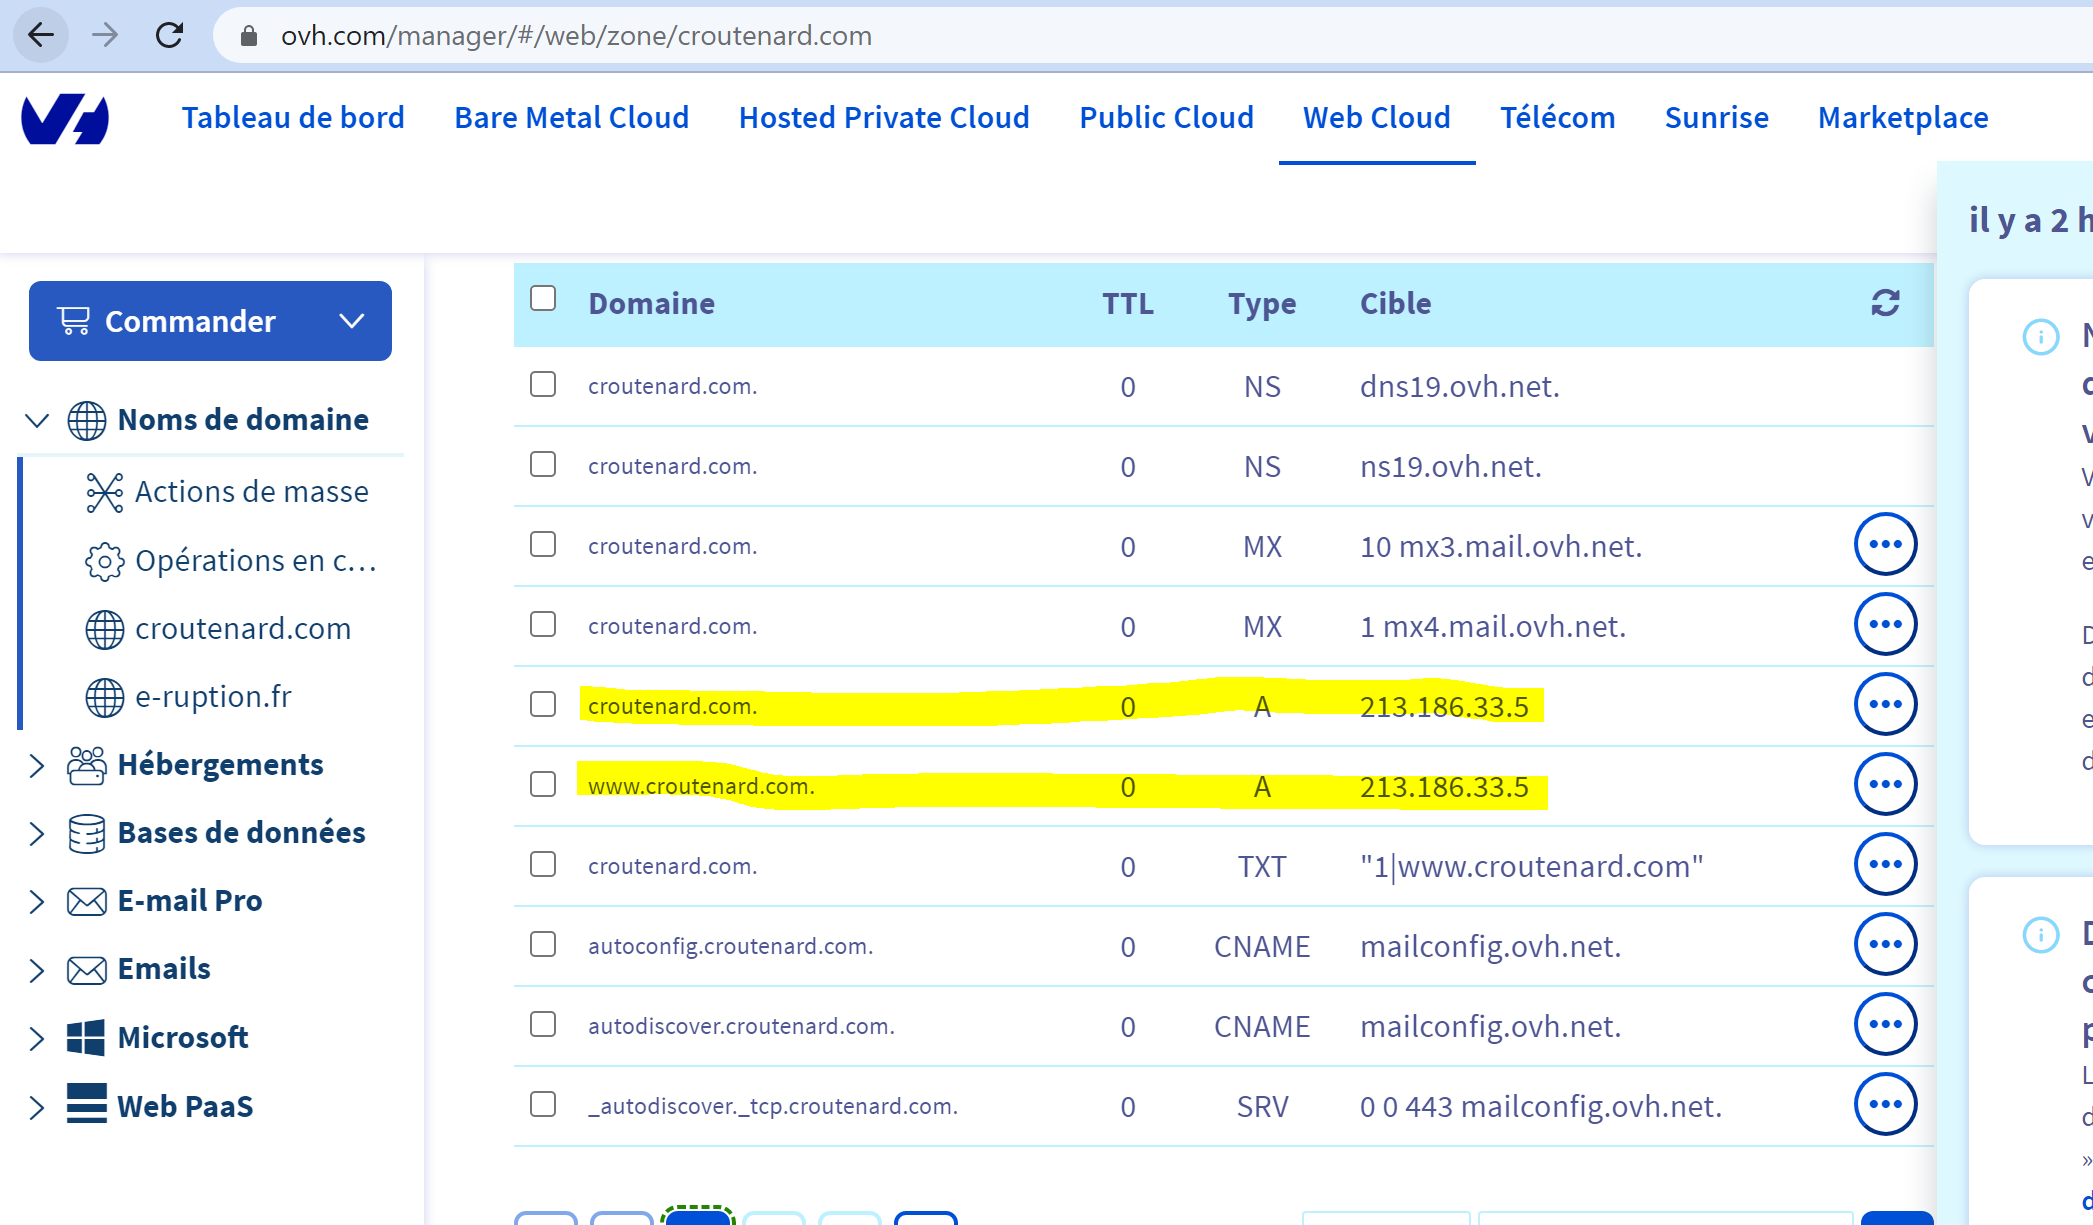 ovh.com/manager/#/web/zone/croutenard.com
Tableau de bord Bare Metal Cloud Hosted Private Cloud Public Cloud Web Cloud Télécom Sunrise Marketplace
il y a 2 h
Commander
Noms de domaine
Actions de masse
Opérations en c...
croutenard.com
e-ruption.fr
Hébergements
Bases de données
E-mail Pro
Emails
Microsoft
Web PaaS
Domaine TTL Type Cible
croutenard.com. 0 NS dns19.ovh.net.
croutenard.com. 0 NS ns19.ovh.net.
croutenard.com. 0 MX 10 mx3.mail.ovh.net.
croutenard.com. 0 MX 1 mx4.mail.ovh.net.
croutenard.com. 0 A 213.186.33.5
www.croutenard.com. 0 A 213.186.33.5
croutenard.com. 0 TXT "1|www.croutenard.com"
autoconfig.croutenard.com. 0 CNAME mailconfig.ovh.net.
autodiscover.croutenard.com. 0 CNAME mailconfig.ovh.net.
_autodiscover._tcp.croutenard.com. 0 SRV 0 0 443 mailconfig.ovh.net.